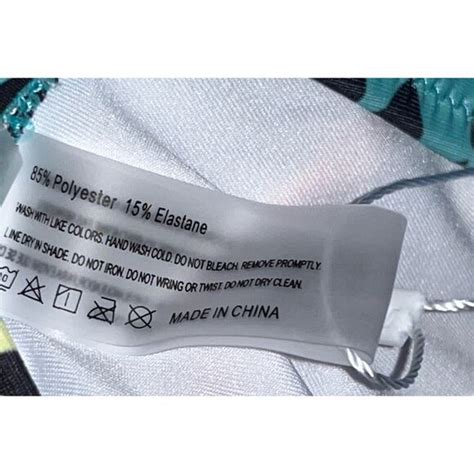 85% Polyester 15% Elastane
WASH WITH LIKE COLORS. HAND WASH COLD. DO NOT BLEACH. REMOVE PROMPTLY.
LINE DRY IN SHADE. DO NOT IRON. DO NOT WRING OR TWIST. DO NOT DRY CLEAN.
MADE IN CHINA